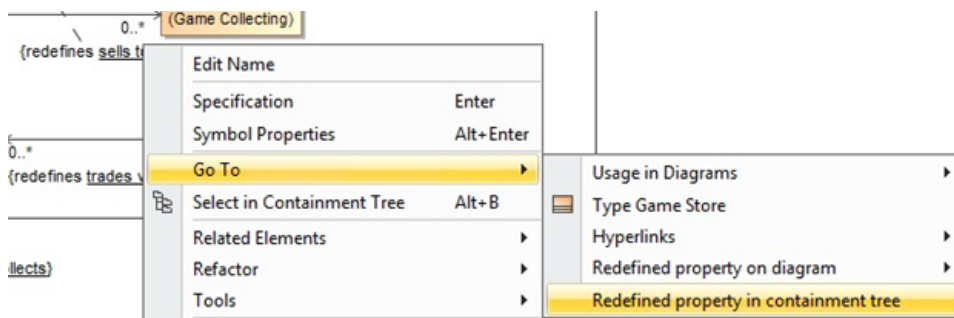 (Game Collecting)
0..*
{redefines sells
Edit Name
Specification Enter
Symbol Properties Alt+Enter
0..*
{redefines trades
Go To
Usage in Diagrams
Select in Containment Tree Alt+B
Type Game Store
Related Elements
Hyperlinks
llects}
Refactor
Redefined property on diagram
Tools
Redefined property in containment tree